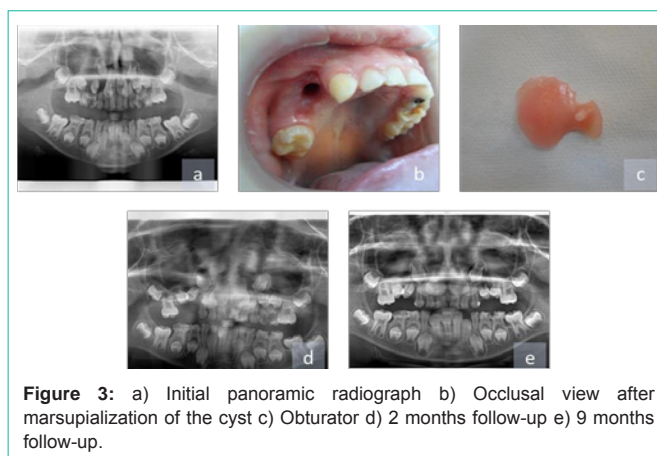 a
b
c
d
e
Figure 3: a) Initial panoramic radiograph b) Occlusal view after
marsupialization of the cyst c) Obturator d) 2 months follow-up e) 9 months
follow-up.